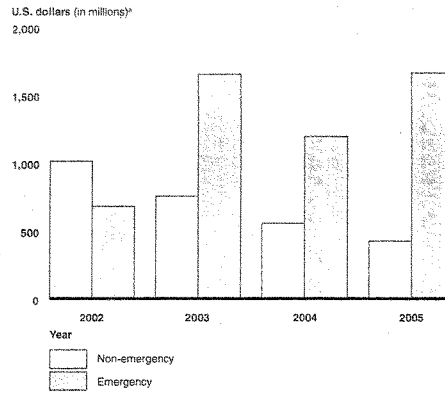 U.S. dollars (in millions)ª
2,000
1,500
1,000
500
0
2002 2003 2004 2005
Year
Non-emergency
Emergency